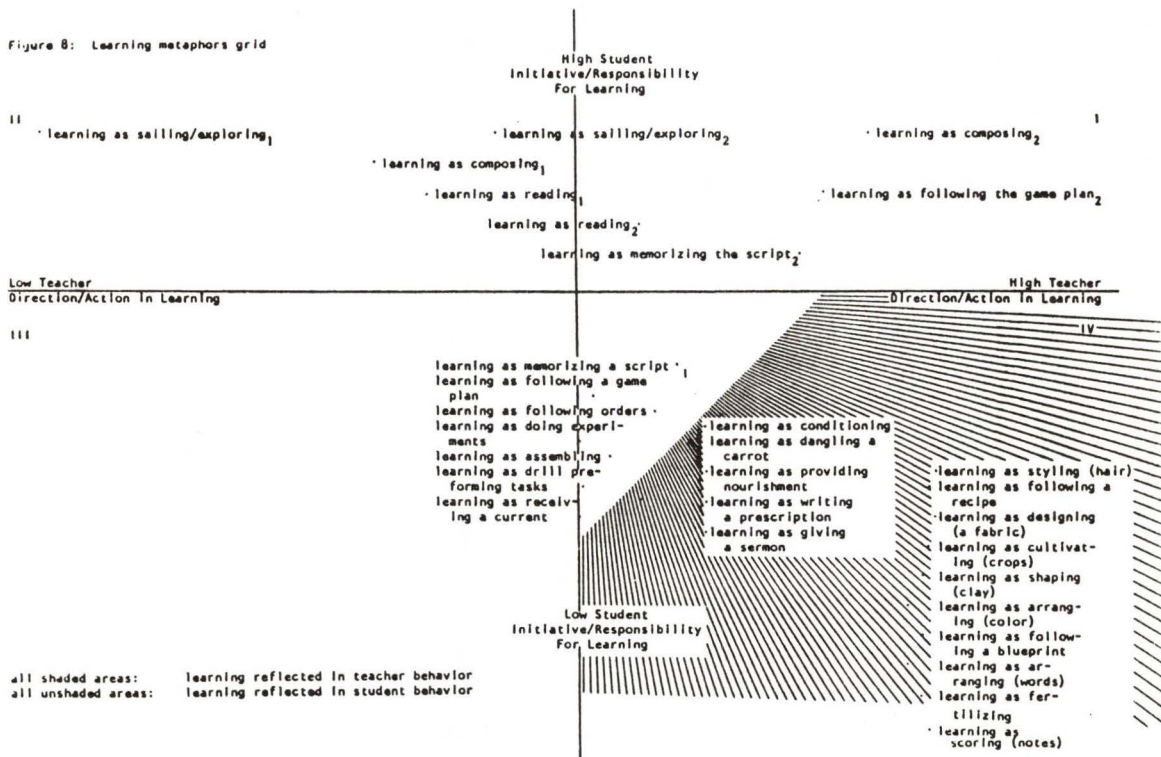 Figure 8: Learning metaphors grid
High Student
Initiative/Responsibility
For Learning
II
I
· learning as sailing/exploring1
· learning as sailing/exploring2
· learning as composing2
· learning as composing1
· learning as reading1
· learning as following the game plan2
learning as reading2·
learning as memorizing the script2·
Low Teacher
Direction/Action in Learning
High Teacher
Direction/Action in Learning
III
IV
learning as memorizing a script ·1
learning as following a game
plan ·
learning as following orders ·
learning as doing experi-
ments ·
learning as assembling ·
learning as drill pre-
forming tasks ·
learning as receiv-
ing a current
·learning as conditioning
learning as dangling a
carrot
·learning as providing
nourishment
·learning as writing
a prescription
·learning as giving
a sermon
·learning as styling (hair)
learning as following a
recipe
·learning as designing
(a fabric)
learning as cultivat-
ing (crops)
learning as shaping
(clay)
learning as arrang-
ing (color)
learning as follow-
ing a blueprint
learning as ar-
ranging (words)
learning as fer-
tilizing
· learning as
scoring (notes)
Low Student
Initiative/Responsibility
For Learning
all shaded areas: learning reflected in teacher behavior
all unshaded areas: learning reflected in student behavior